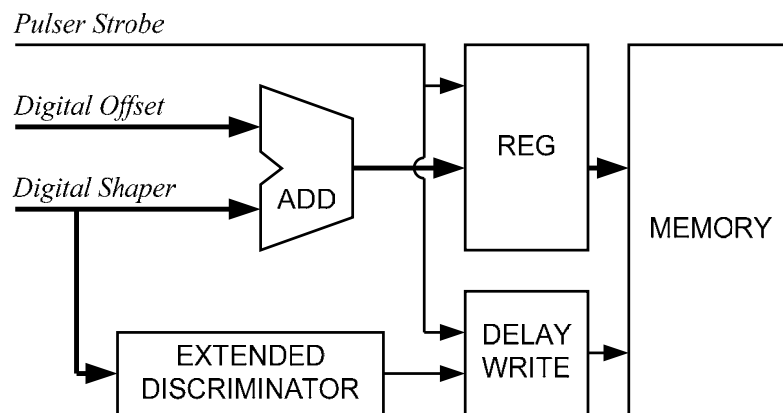 Pulser Strobe
Digital Offset
Digital Shaper
ADD
REG
MEMORY
EXTENDED
DISCRIMINATOR
DELAY
WRITE